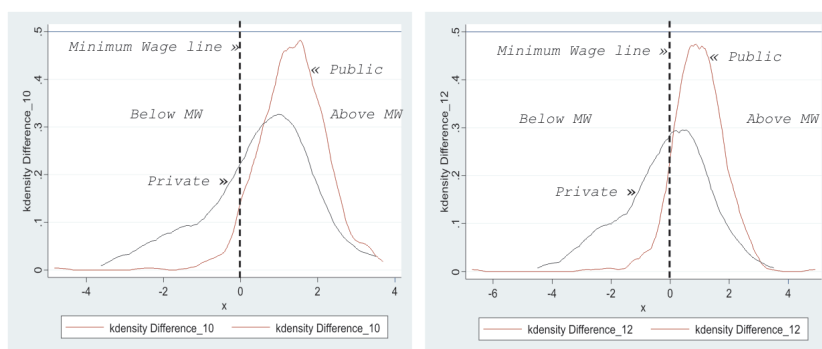 .5
Minimum Wage line »
« Public
.4
Below MW
Above MW
.3
Private »
.2
.1
0
kdensity Difference_10
-4 -2 0 2 4
x
kdensity Difference_10 kdensity Difference_10
.5
Minimum Wage line »
« Public
.4
Below MW
Above MW
.3
Private »
.2
.1
0
kdensity Difference_12
-6 -4 -2 0 2 4
x
kdensity Difference_12 kdensity Difference_12